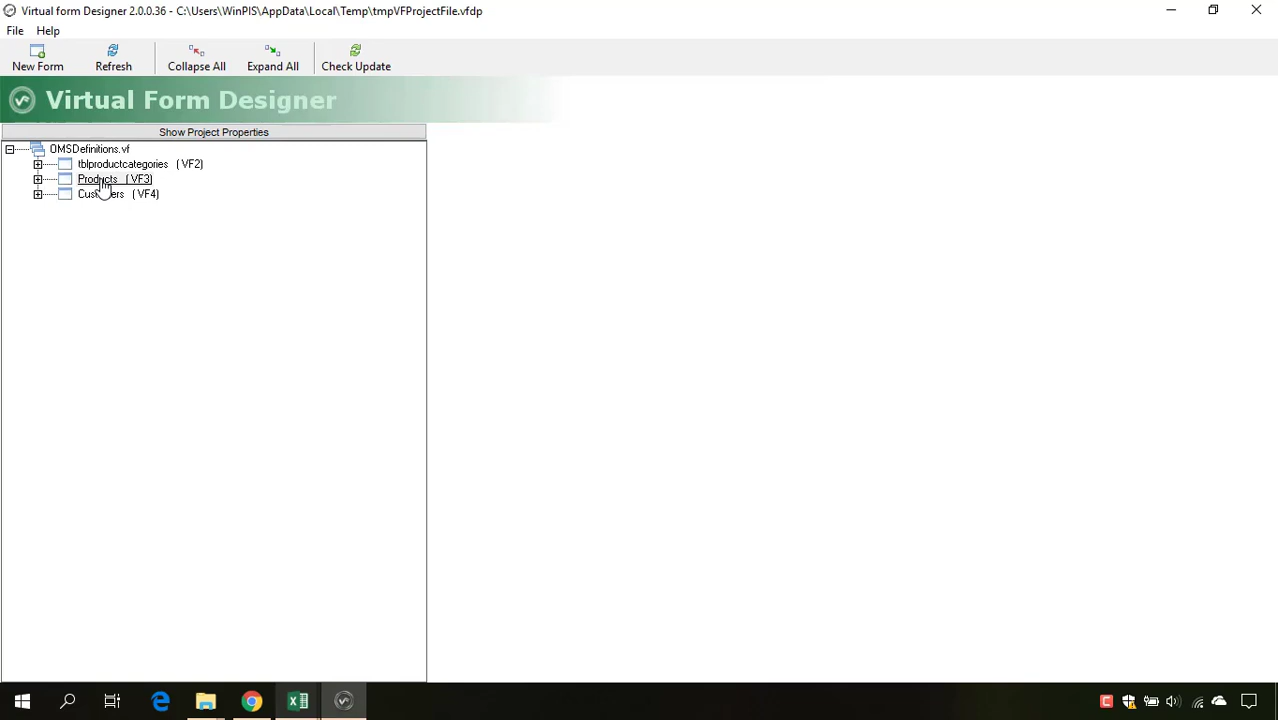 Virtual form Designer 2.0.0.36 - C:\Users\WinPIS\AppData\Local\Temp\tmpVFProjectFile.vfdp
File Help
New Form Refresh Collapse All Expand All Check Update
Virtual Form Designer
Show Project Properties
OMSDefinitions.vf
tblproductcategories ( VF2)
Products ( VF3)
Customers ( VF4)